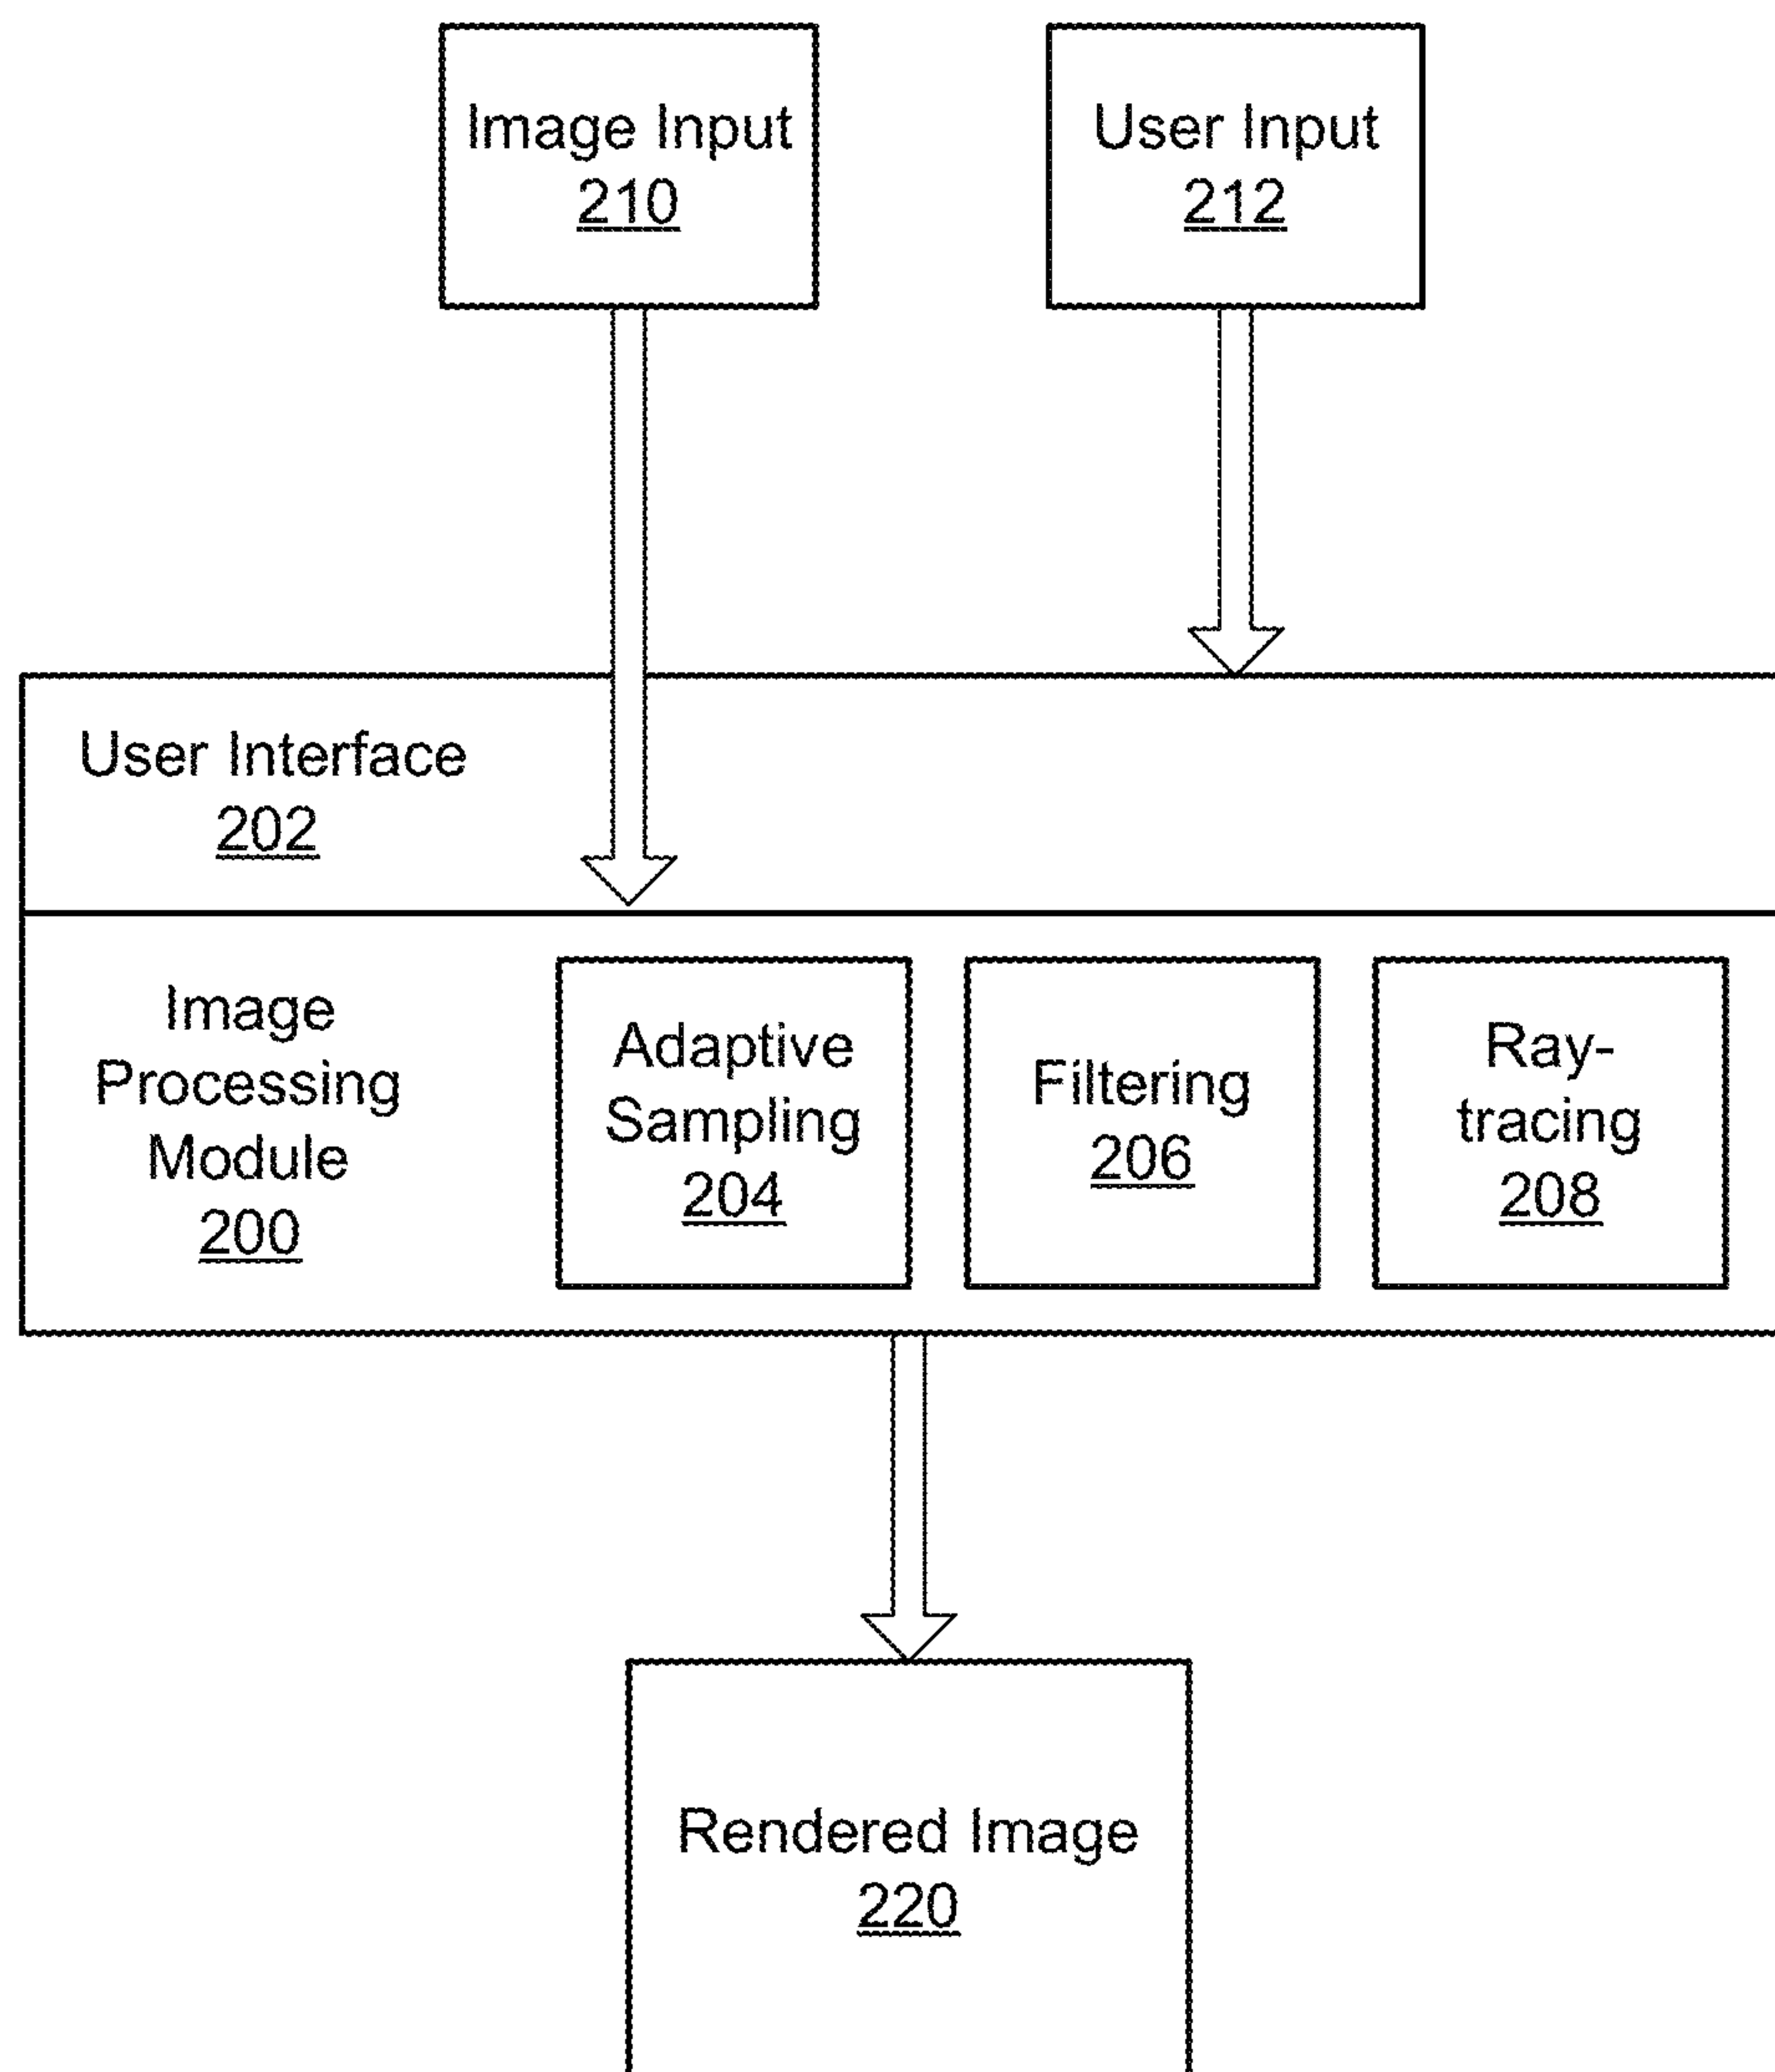 Image Input
210
User Input
212
User Interface
202
Image
Processing
Module
200
Adaptive
Sampling
204
Filtering
206
Ray-
tracing
208
Rendered Image
220